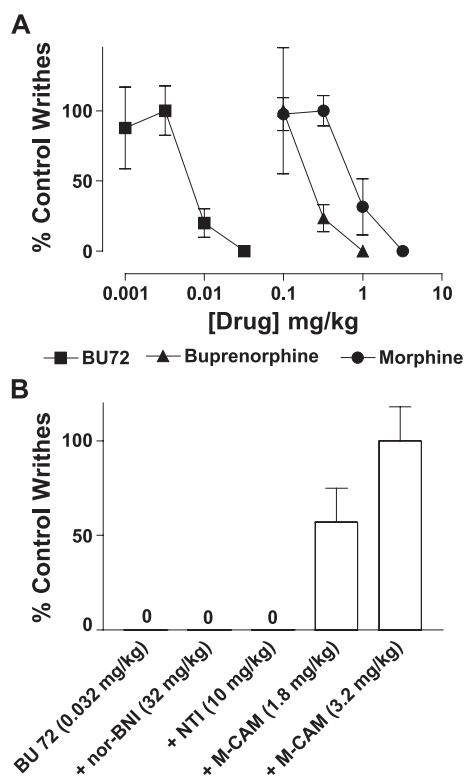 A
% Control Writhes
100
50
0
0.001 0.01 0.1 1 10
[Drug] mg/kg
BU72 Buprenorphine Morphine
B
% Control Writhes
100
50
0
0 0 0
BU 72 (0.032 mg/kg)
+ nor-BNI (32 mg/kg)
+ NTI (10 mg/kg)
+ M-CAM (1.8 mg/kg)
+ M-CAM (3.2 mg/kg)